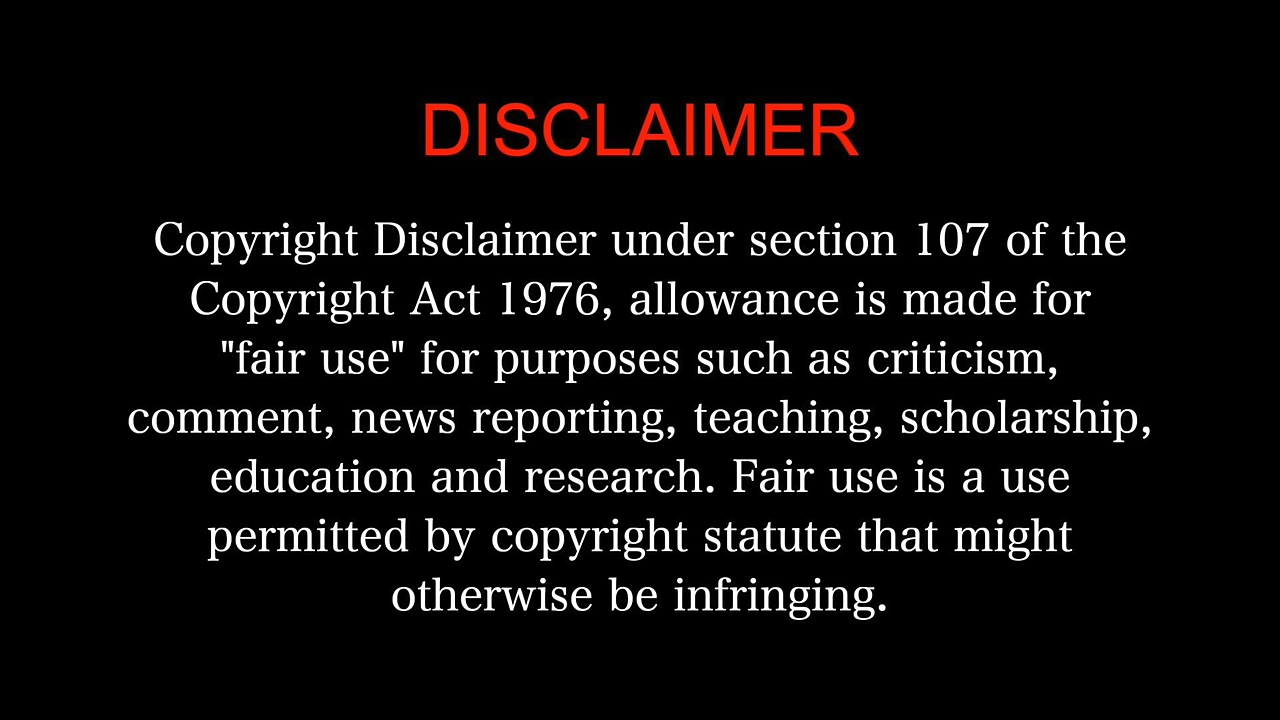 DISCLAIMER
Copyright Disclaimer under section 107 of the
Copyright Act 1976, allowance is made for
"fair use" for purposes such as criticism,
comment, news reporting, teaching, scholarship,
education and research. Fair use is a use
permitted by copyright statute that might
otherwise be infringing.